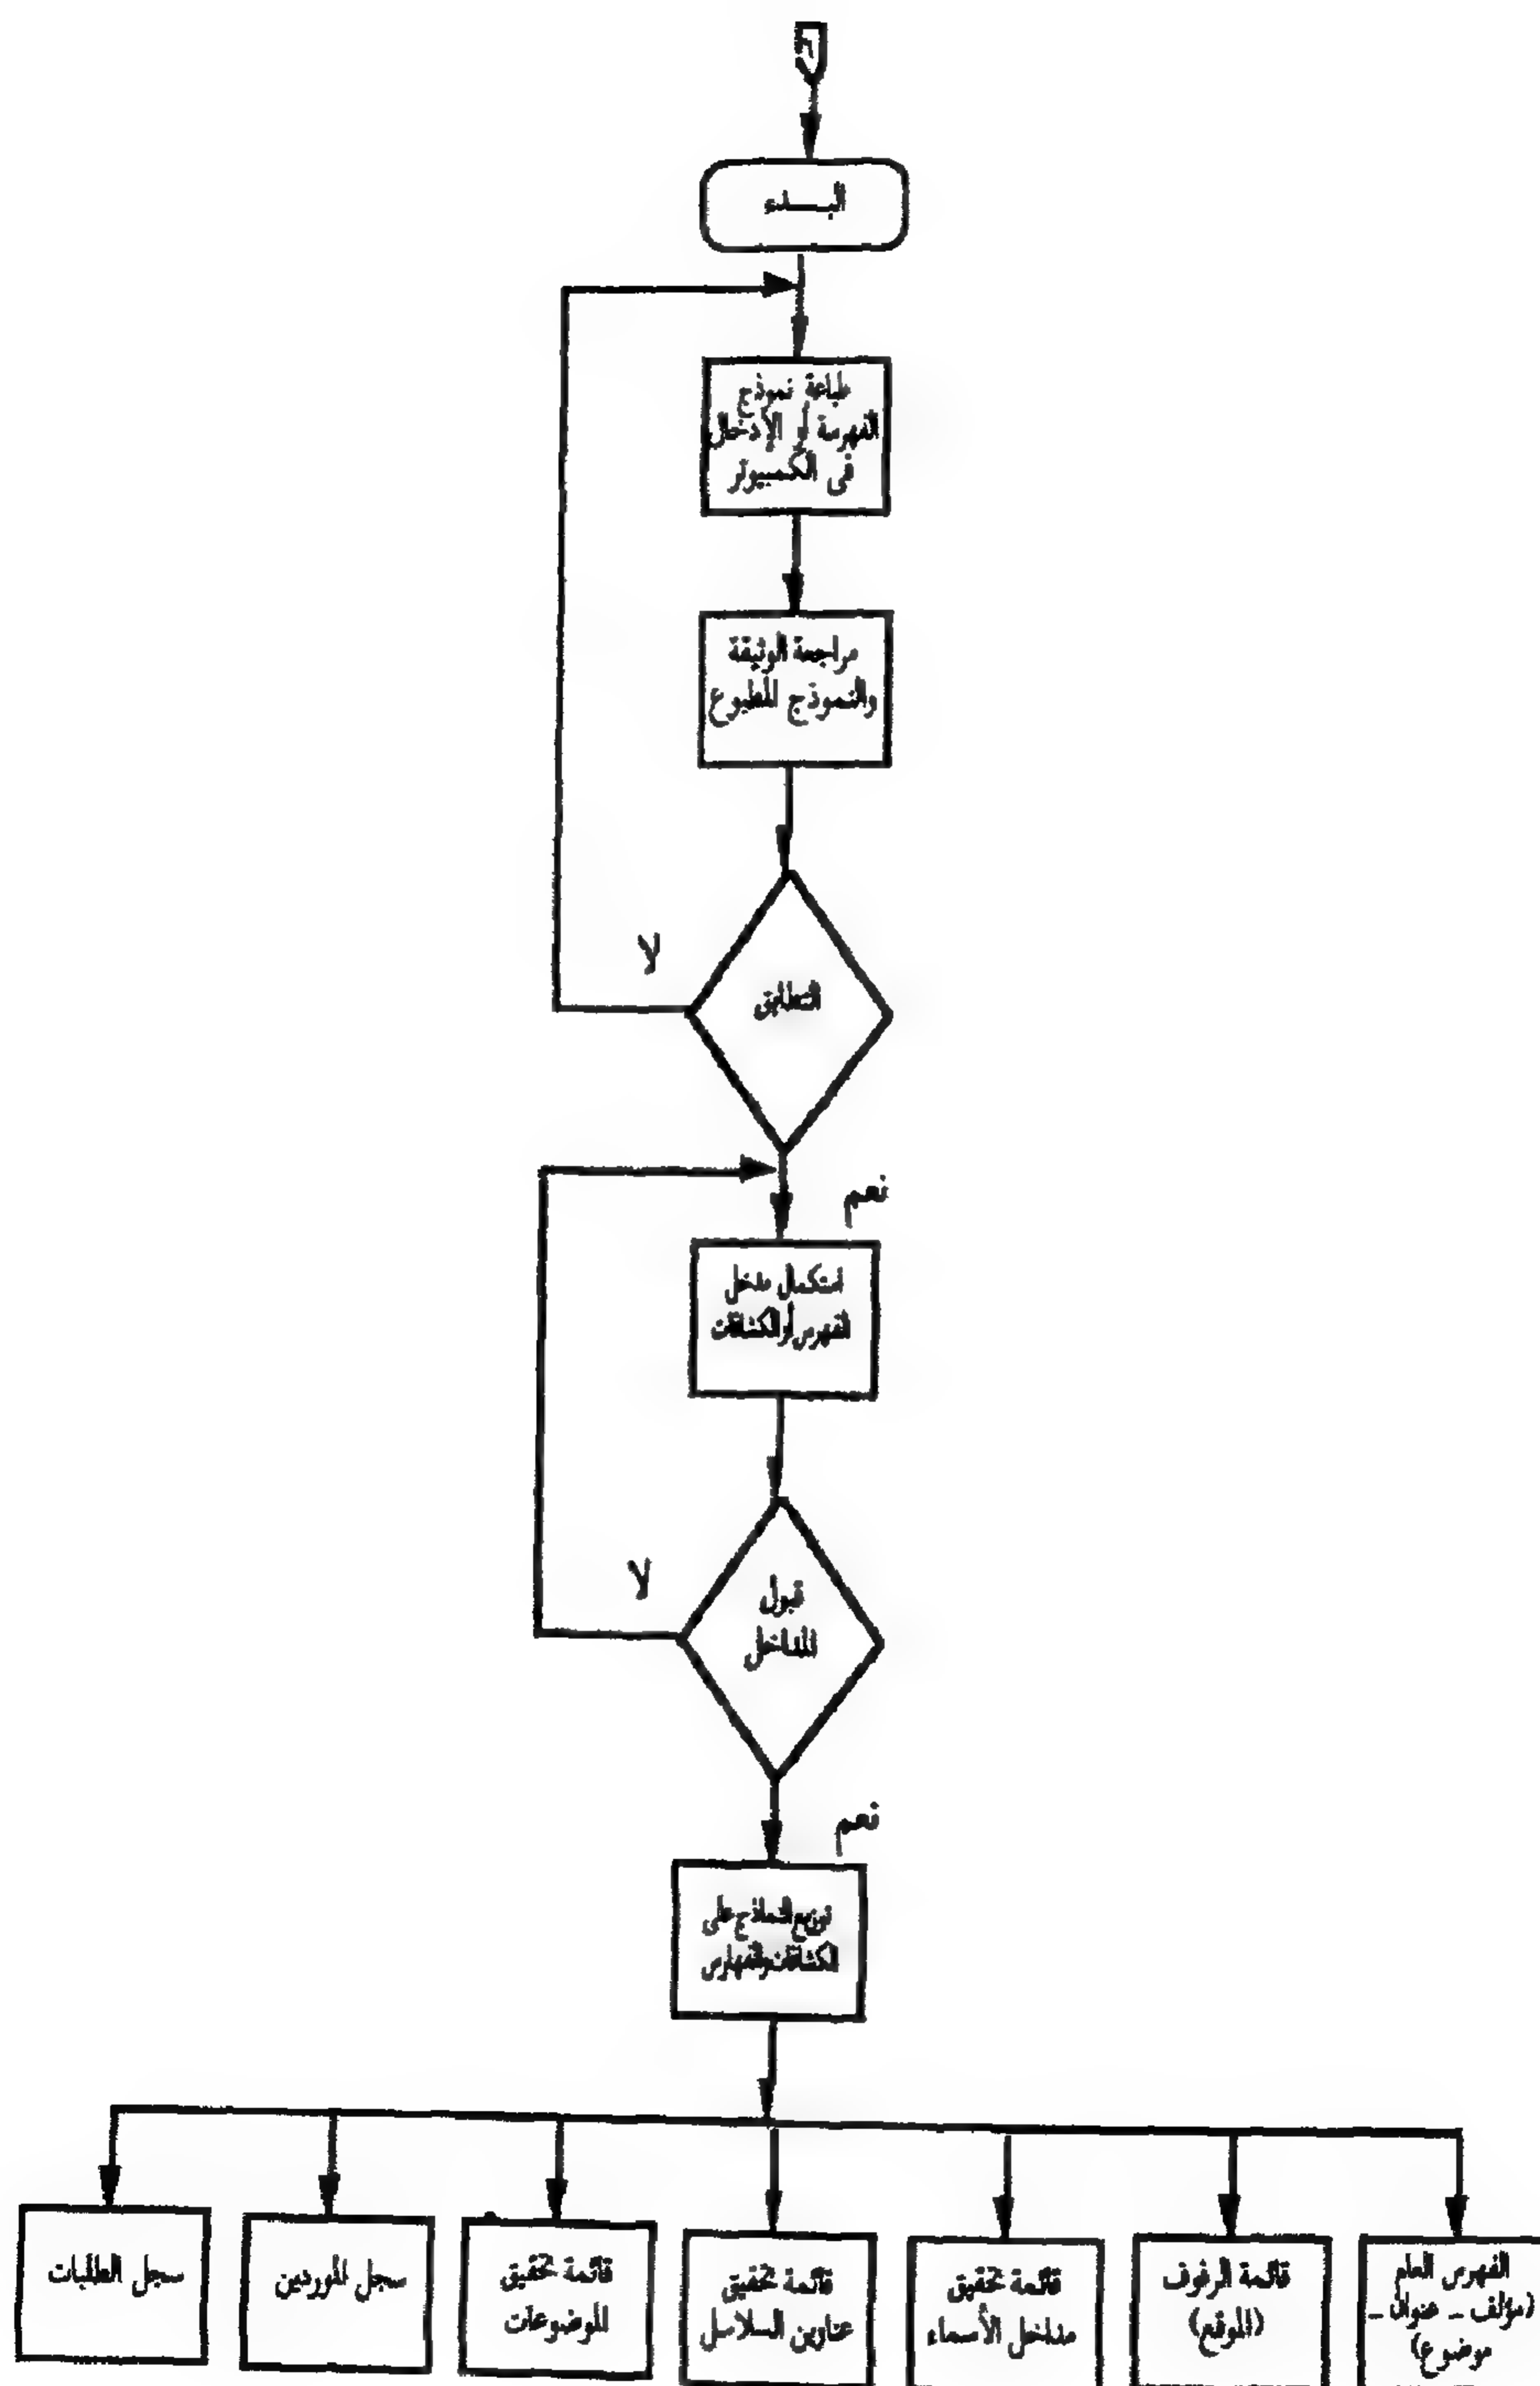 البـــدء
طباعة نموذج
الفهرسة أو الإدخال
فى الكمبيوتر
مراجعة الوثيقة
والنموذج المطبوع
لا
التطابق
نعم
استكمال مدخل
الفهرس أو الكشافات
لا
قبول
المداخل
نعم
توزيع النماذج على
الكشافات والفهارس
الفهرس العام
(مؤلف ـ عنوان ـ
موضوع)
قائمة الرفوف
(الموقع)
قائمة تحقيق
مداخل الأسماء
قائمة تحقيق
عناوين السلاسل
قائمة تحقيق
الموضوعات
سجل الموردين
سجل الطلبات